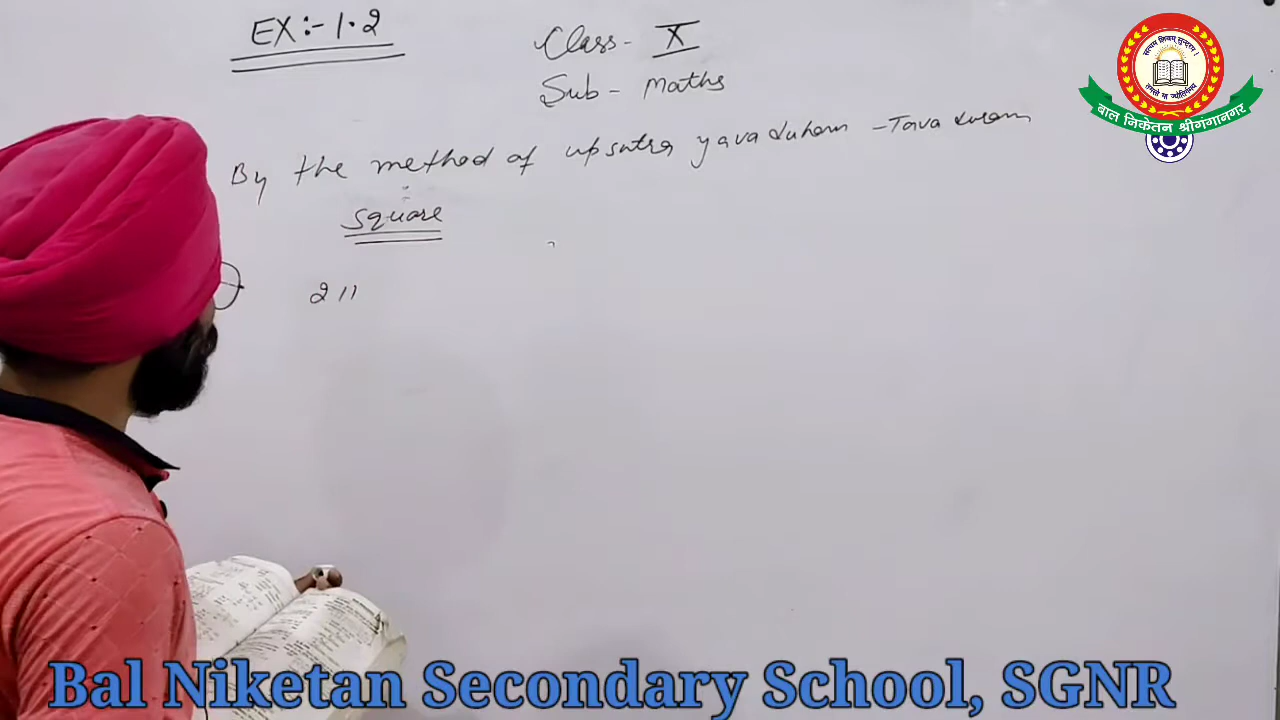 EX:- 1.2
Class - X
Sub - Maths
By the method of upsutra yavadunam - Tavadunam
Square
211
सत्यम् शिवम् सुन्दरम्
बाल निकेतन श्रीगंगानगर
Bal Niketan Secondary School, SGNR